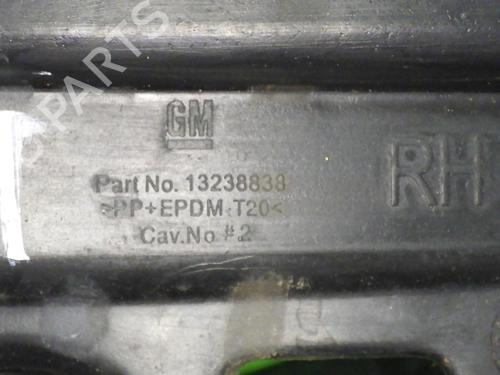 GM
Part No. 13238838
>PP+EPDM-T20<
Cav.No #2
RH